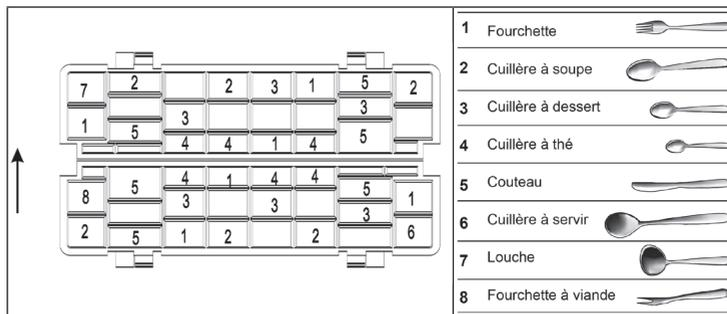 7 2 2 3 1 5 2
3
1 5 3 5
4 4 1 4
5 4 1 4 4 5 1
8 3 3
3
2 5 1 2 2 6
1 Fourchette
2 Cuillère à soupe
3 Cuillère à dessert
4 Cuillère à thé
5 Couteau
6 Cuillère à servir
7 Louche
8 Fourchette à viande